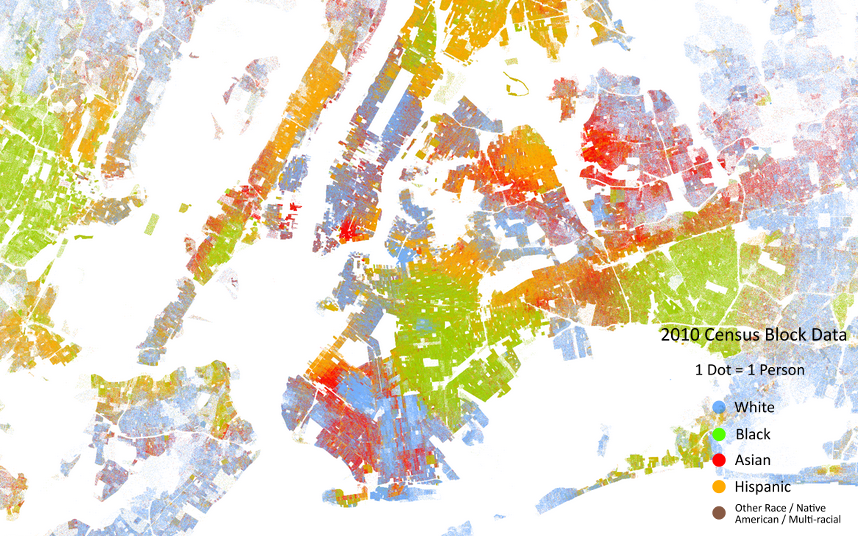 2010 Census Block Data
1 Dot = 1 Person
White
Black
Asian
Hispanic
Other Race / Native
American / Multi-racial